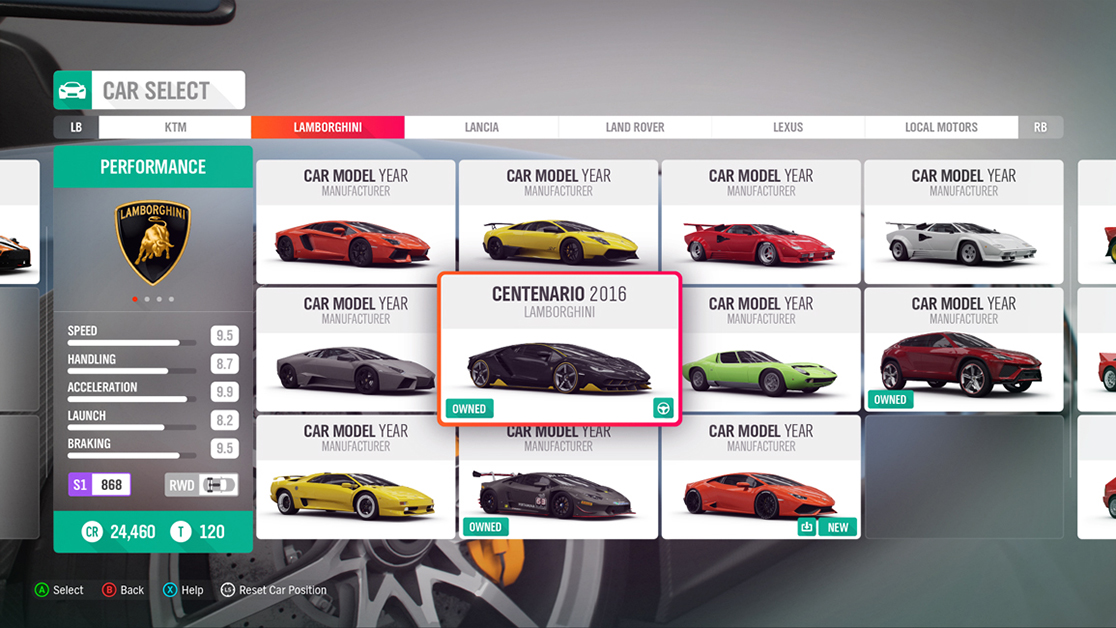 CAR SELECT
LB
KTM
LAMBORGHINI
LANCIA
LAND ROVER
LEXUS
LOCAL MOTORS
RB
PERFORMANCE
LAMBORGHINI
SPEED 9.5
HANDLING 8.7
ACCELERATION 9.9
LAUNCH 8.2
BRAKING 9.5
S1 868
RWD
CR 24,460 T 120
CAR MODEL YEAR
MANUFACTURER
CAR MODEL YEAR
MANUFACTURER
CAR MODEL YEAR
MANUFACTURER
CAR MODEL YEAR
MANUFACTURER
CAR MODEL YEAR
MANUFACTURER
CENTENARIO 2016
LAMBORGHINI
OWNED
CAR MODEL YEAR
MANUFACTURER
CAR MODEL YEAR
MANUFACTURER
OWNED
CAR MODEL YEAR
MANUFACTURER
CAR MODEL YEAR
MANUFACTURER
OWNED
CAR MODEL YEAR
MANUFACTURER
NEW
A Select
B Back
X Help
LS Reset Car Position